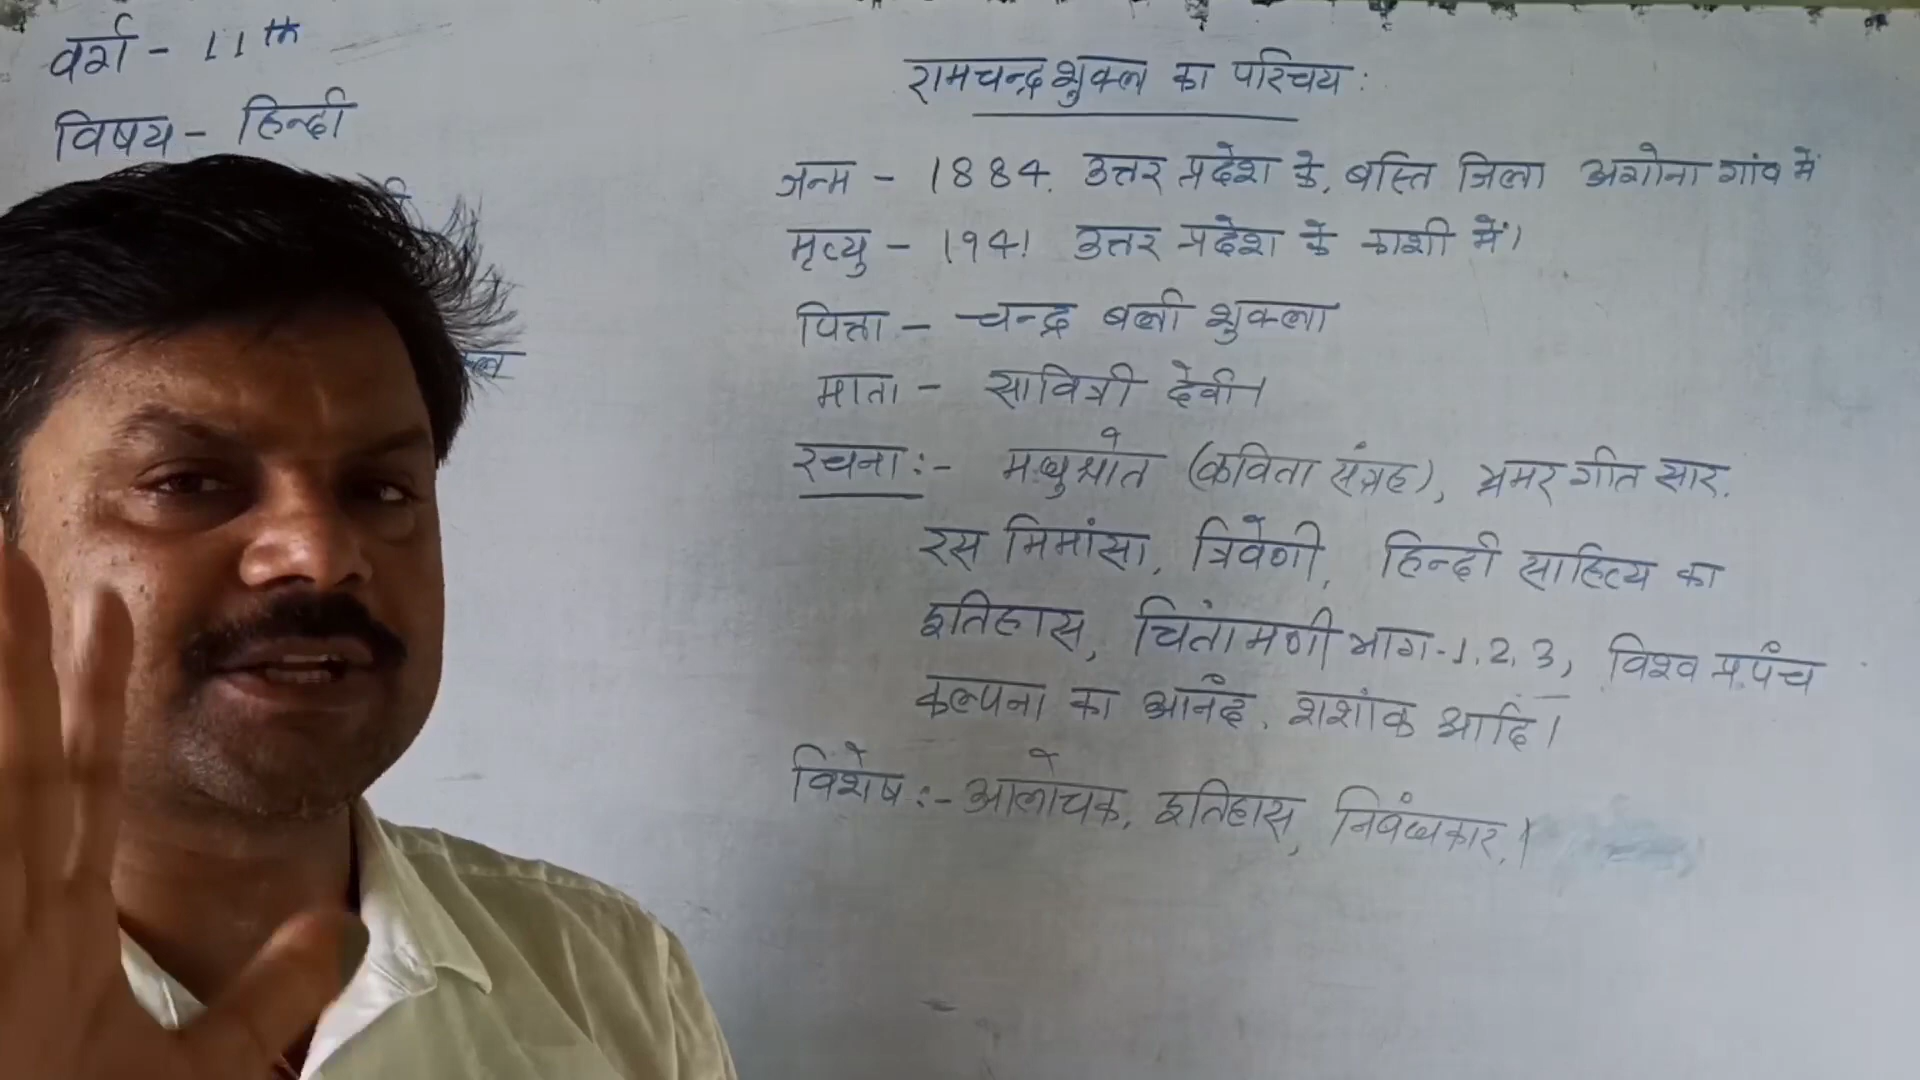 वर्ग - 11th
विषय - हिन्दी
रामचन्द्र शुक्ल का परिचय:
जन्म - 1884. उत्तर प्रदेश के, बस्ति जिला अगोना गांव में
मृत्यु - 1941 उत्तर प्रदेश के काशी में।
पिता - चन्द्र बली शुक्ला
माता - सावित्री देवी।
रचना :- मधुश्रोत (कविता संग्रह), भ्रमर गीत सार,
रस मिमांसा, त्रिवेणी, हिन्दी साहित्य का
इतिहास, चिंतामणी भाग-1,2,3, विश्व प्रपंच
कल्पना का आनंद, शशांक आदि।
विशेष :- आलोचक, इतिहास, निबंधकार,।